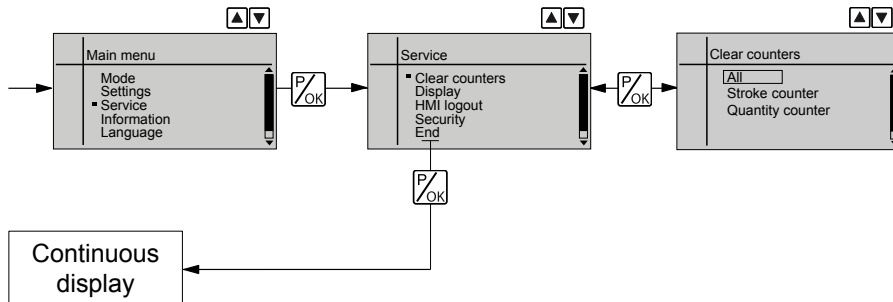 Main menu
Mode
Settings
Service
Information
Language
P/OK
Service
Clear counters
Display
HMI logout
Security
End
P/OK
Clear counters
All
Stroke counter
Quantity counter
P/OK
Continuous
display